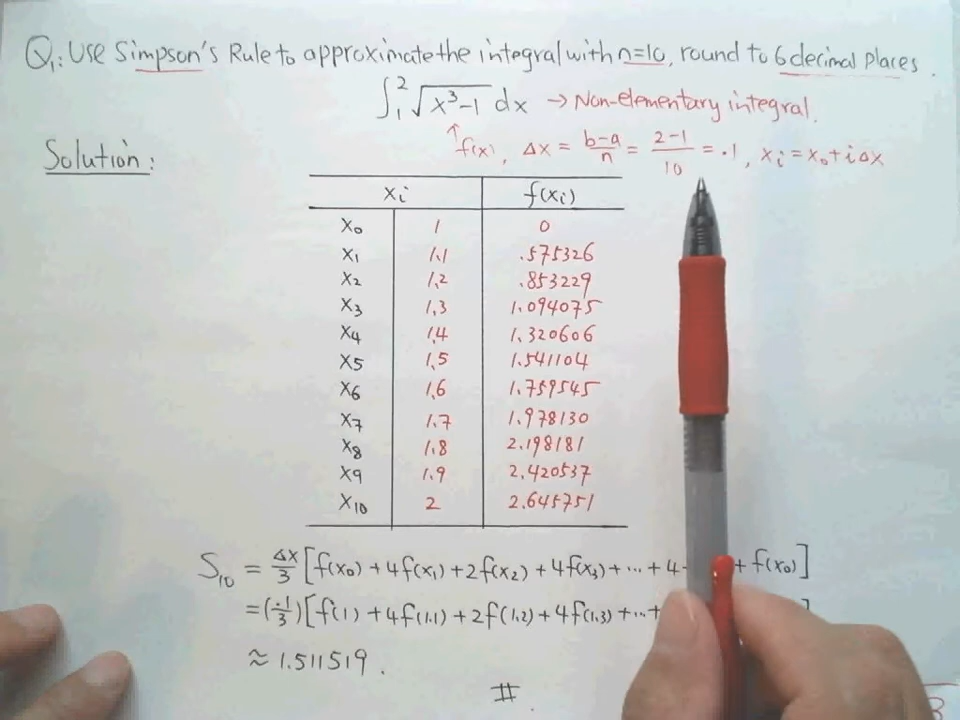 Q1: Use Simpson's Rule to approximate the integral with n=10, round to 6 decimal places.
∫₁² √(x³-1) dx → Non-elementary integral.
Solution:
↑ f(x), Δx = (b-a)/n = (2-1)/10 = .1, xᵢ = x₀ + iΔx
xᵢ f(xᵢ)
x₀ 1 0
x₁ 1.1 .575326
x₂ 1.2 .853229
x₃ 1.3 1.094075
x₄ 1.4 1.320606
x₅ 1.5 1.541104
x₆ 1.6 1.759545
x₇ 1.7 1.978130
x₈ 1.8 2.198181
x₉ 1.9 2.420537
x₁₀ 2 2.645751
S₁₀ = Δx/3 [f(x₀) + 4f(x₁) + 2f(x₂) + 4f(x₃) + ... + 4 + f(x₀)]
= (.1/3)[f(1) + 4f(1.1) + 2f(1.2) + 4f(1.3) + ... + ]
≈ 1.511519.
#